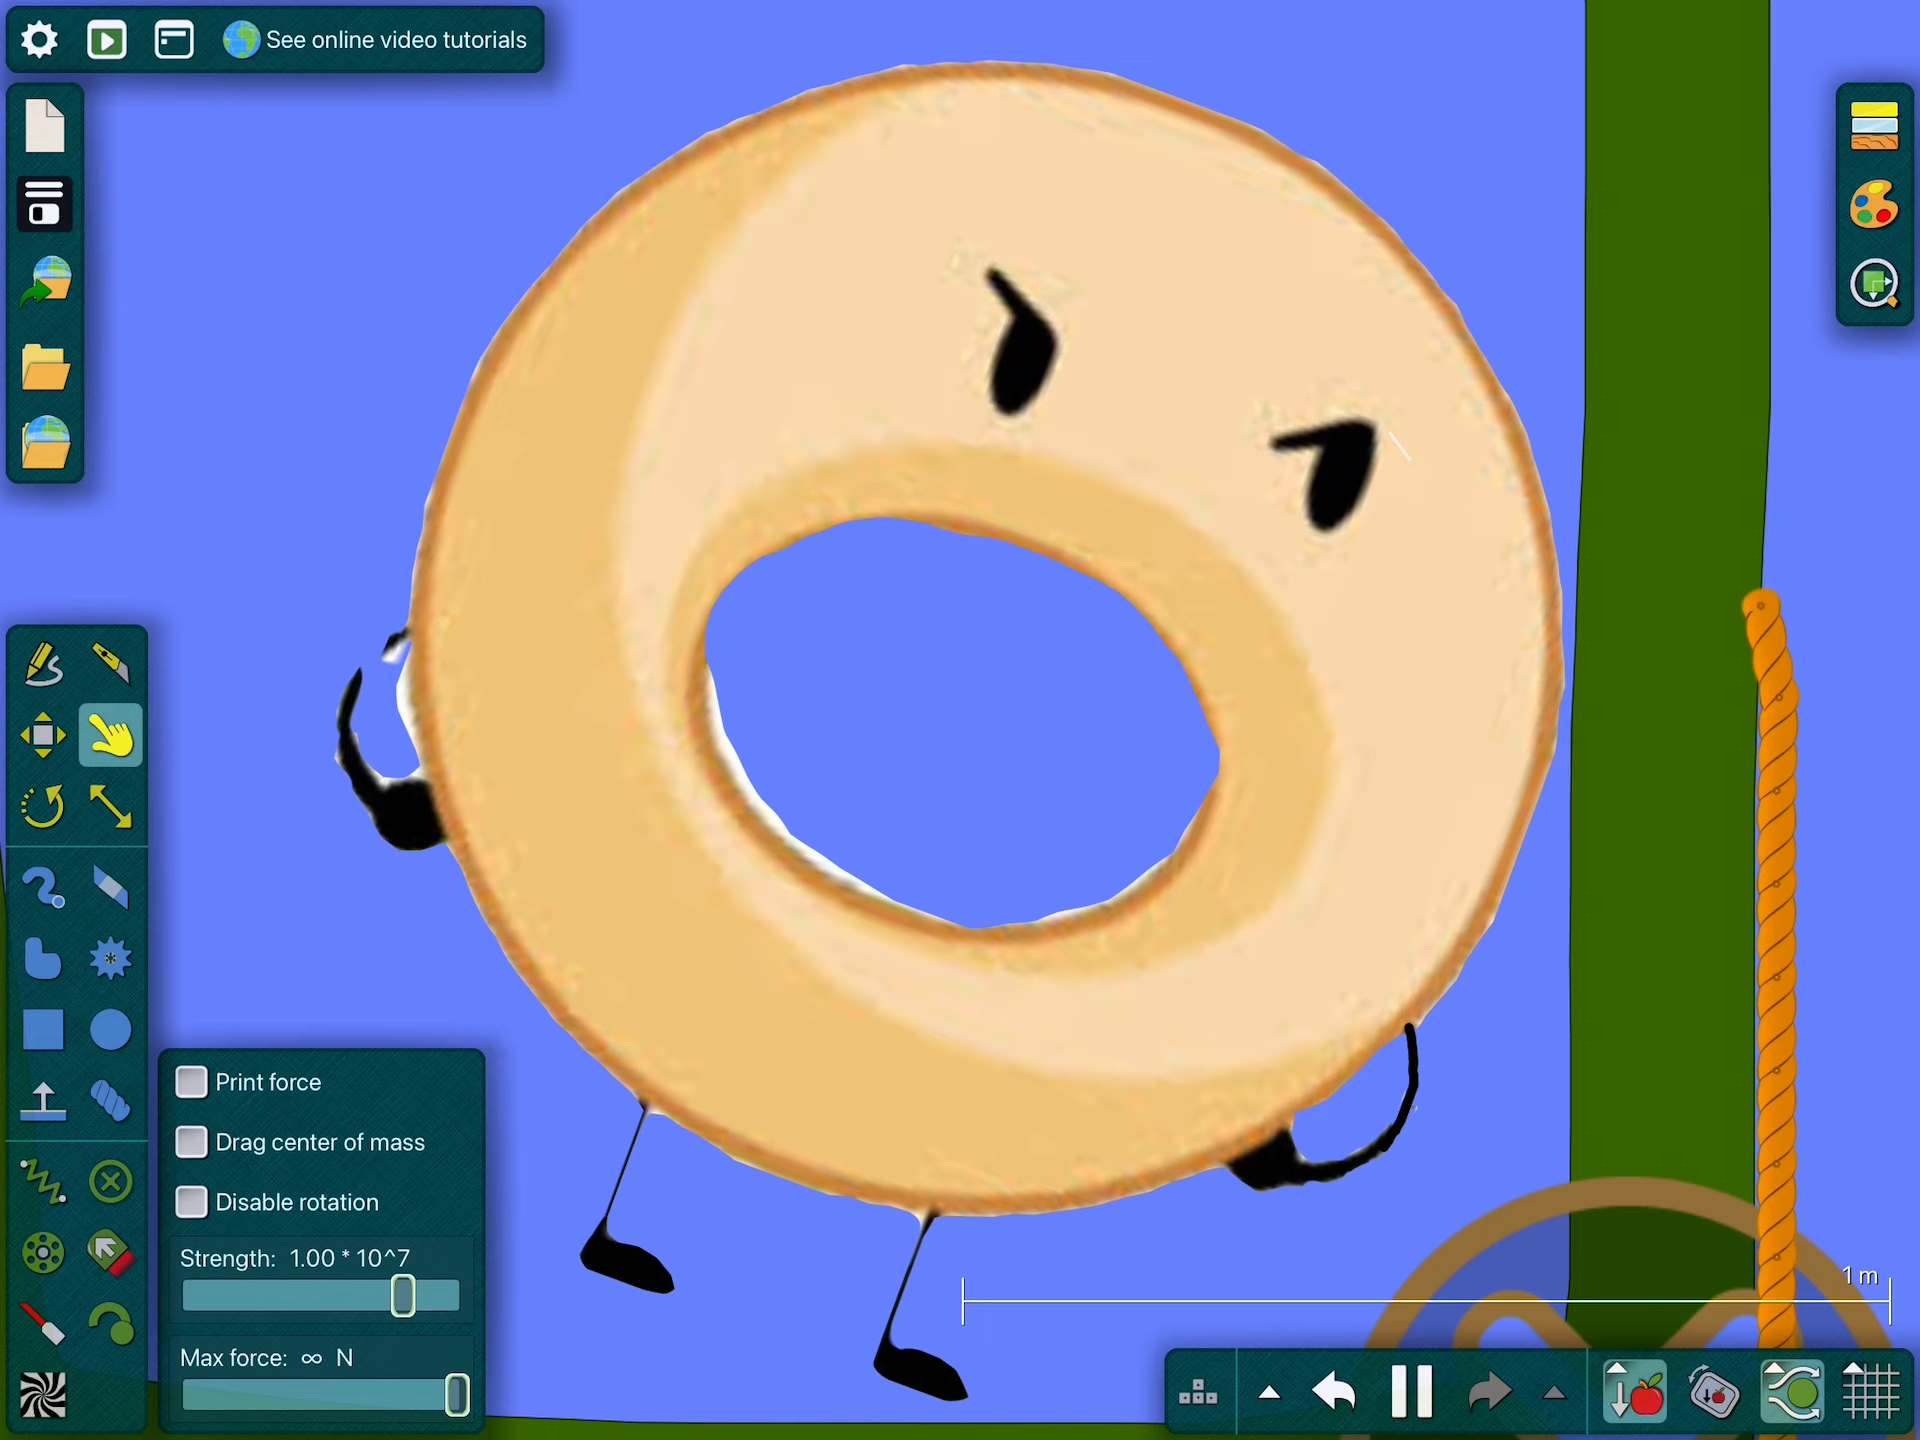 See online video tutorials
Print force
Drag center of mass
Disable rotation
Strength: 1.00 * 10^7
1 m
Max force: ∞ N